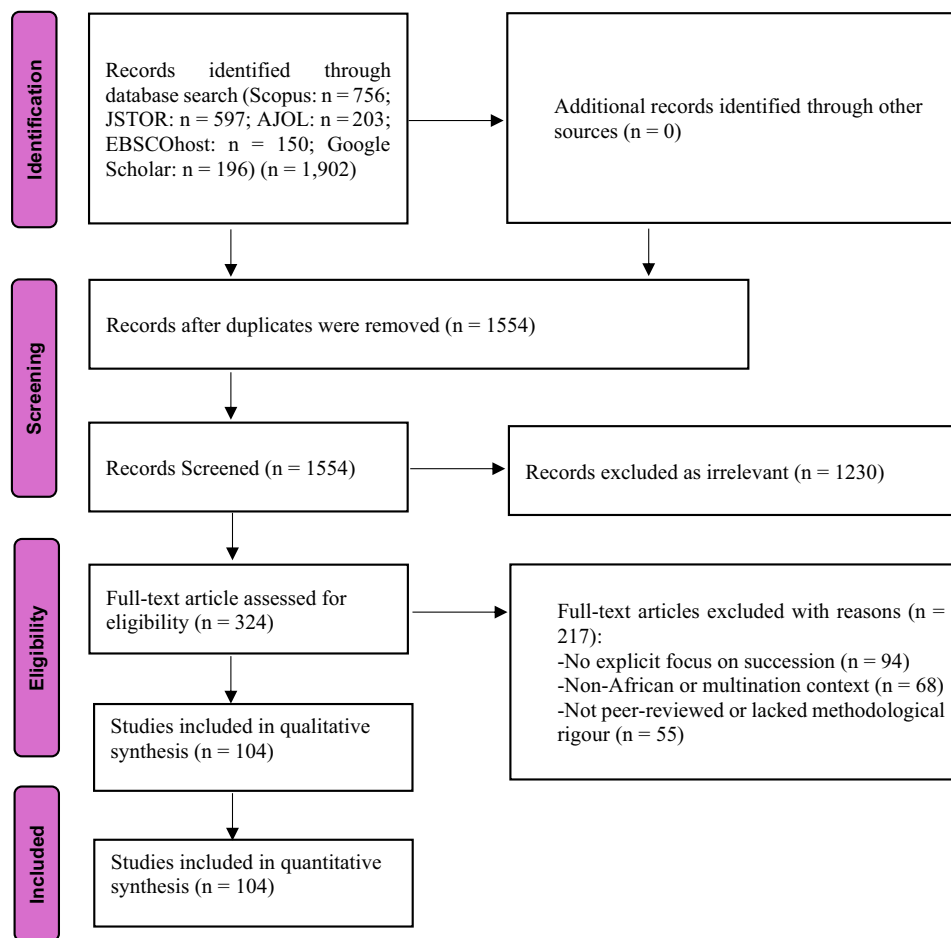 Identification
Records identified through
database search (Scopus: n = 756;
JSTOR: n = 597; AJOL: n = 203;
EBSCOhost: n = 150; Google
Scholar: n = 196) (n = 1,902)
Additional records identified through other
sources (n = 0)
Screening
Records after duplicates were removed (n = 1554)
Records Screened (n = 1554)
Records excluded as irrelevant (n = 1230)
Eligibility
Full-text article assessed for
eligibility (n = 324)
Full-text articles excluded with reasons (n =
217):
-No explicit focus on succession (n = 94)
-Non-African or multination context (n = 68)
-Not peer-reviewed or lacked methodological
rigour (n = 55)
Studies included in qualitative
synthesis (n = 104)
Included
Studies included in quantitative
synthesis (n = 104)